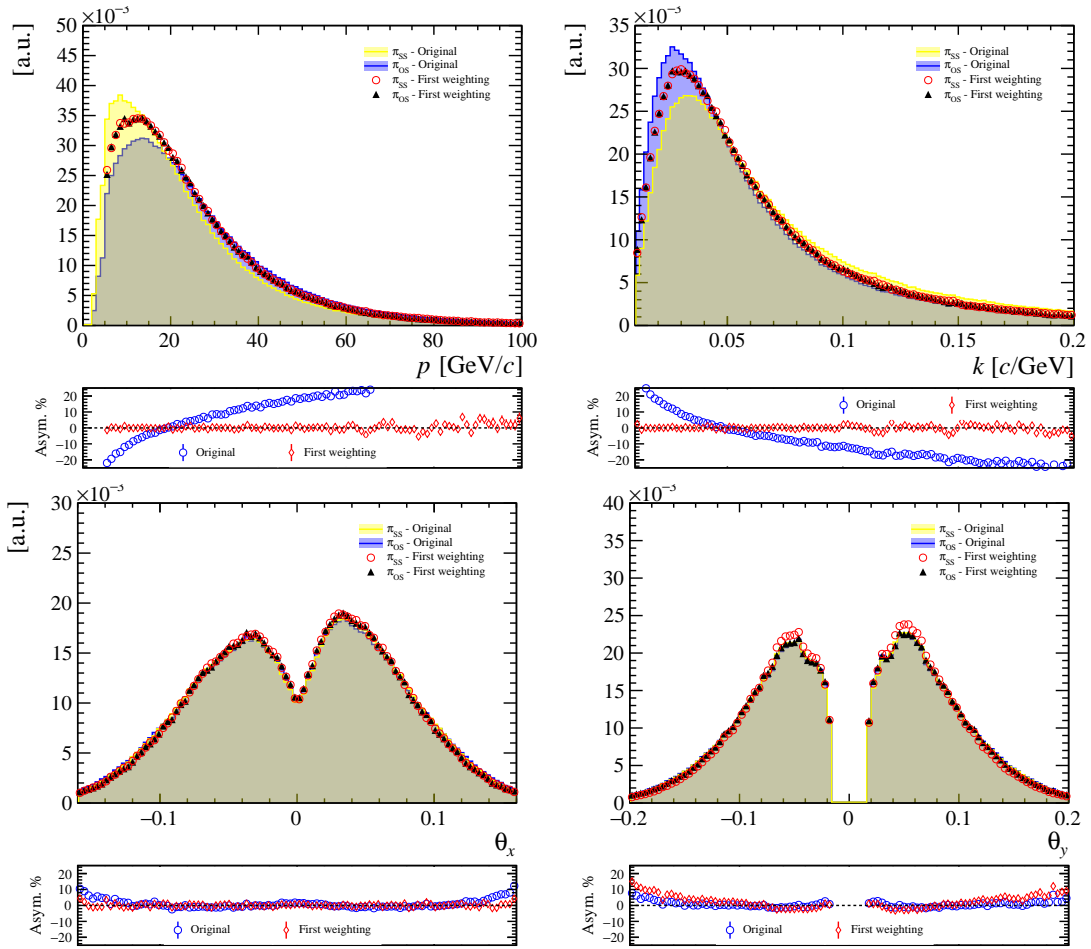 ×10⁻³
[a.u.]
50
45
40
35
30
25
20
15
10
5
0
π_SS - Original
π_OS - Original
π_SS - First weighting
π_OS - First weighting
0 20 40 60 80 100
p [GeV/c]
Asym. %
20
10
0
−10
−20
Original
First weighting
×10⁻³
[a.u.]
35
30
25
20
15
10
5
0
π_SS - Original
π_OS - Original
π_SS - First weighting
π_OS - First weighting
0.05 0.1 0.15 0.2
k [c/GeV]
Asym. %
20
10
0
−10
−20
Original
First weighting
×10⁻³
[a.u.]
30
25
20
15
10
5
0
π_SS - Original
π_OS - Original
π_SS - First weighting
π_OS - First weighting
−0.1 0 0.1
θ_x
Asym. %
20
10
0
−10
−20
Original
First weighting
×10⁻³
40
35
30
25
20
15
10
5
0
π_SS - Original
π_OS - Original
π_SS - First weighting
π_OS - First weighting
−0.2 −0.1 0 0.1 0.2
θ_y
Asym. %
20
10
0
−10
−20
Original
First weighting